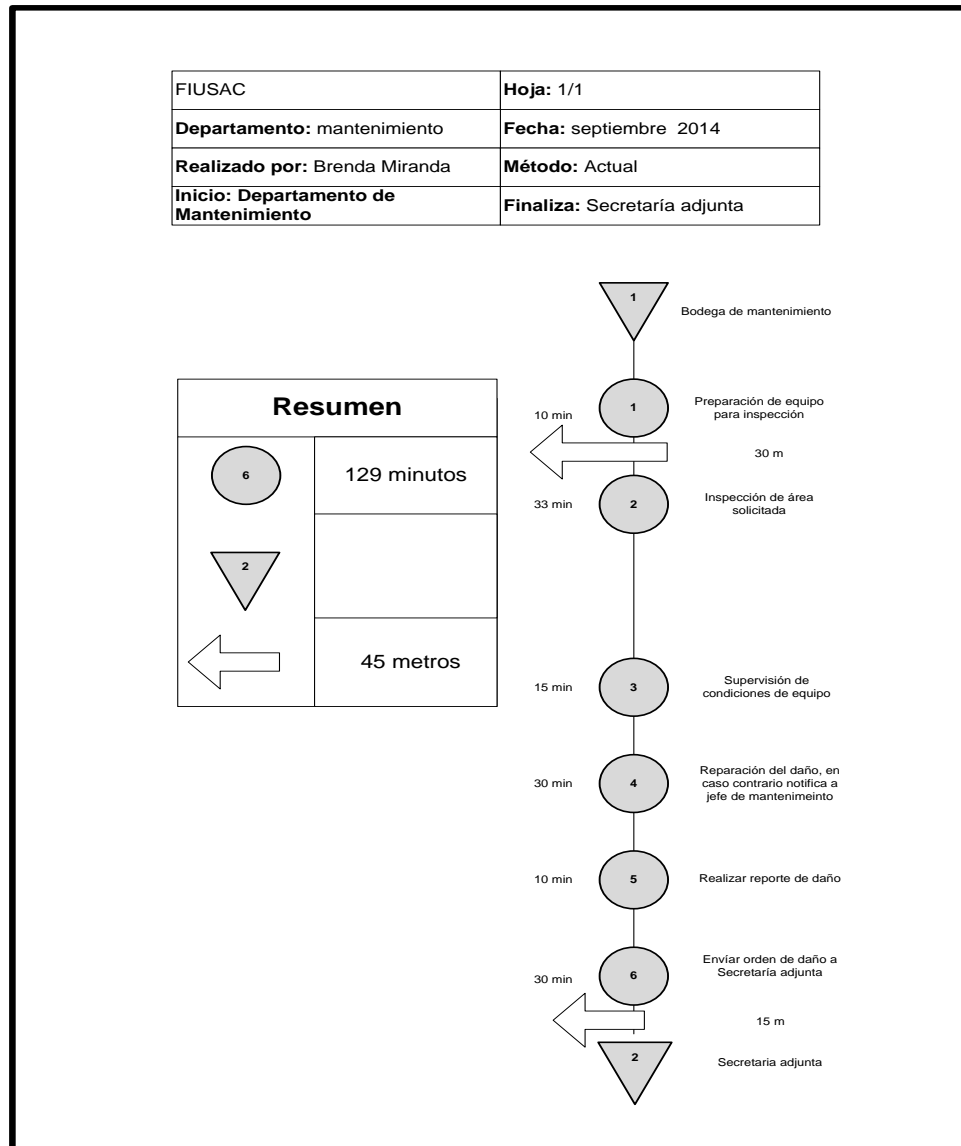 FIUSAC
Hoja: 1/1
Departamento: mantenimiento
Fecha: septiembre 2014
Realizado por: Brenda Miranda
Método: Actual
Inicio: Departamento de
Mantenimiento
Finaliza: Secretaría adjunta
1
Bodega de mantenimiento
Resumen
6
129 minutos
2
45 metros
10 min
1
Preparación de equipo
para inspección
30 m
33 min
2
Inspección de área
solicitada
15 min
3
Supervisión de
condiciones de equipo
30 min
4
Reparación del daño, en
caso contrario notifica a
jefe de mantenimeinto
10 min
5
Realizar reporte de daño
30 min
6
Envíar orden de daño a
Secretaría adjunta
15 m
2
Secretaria adjunta